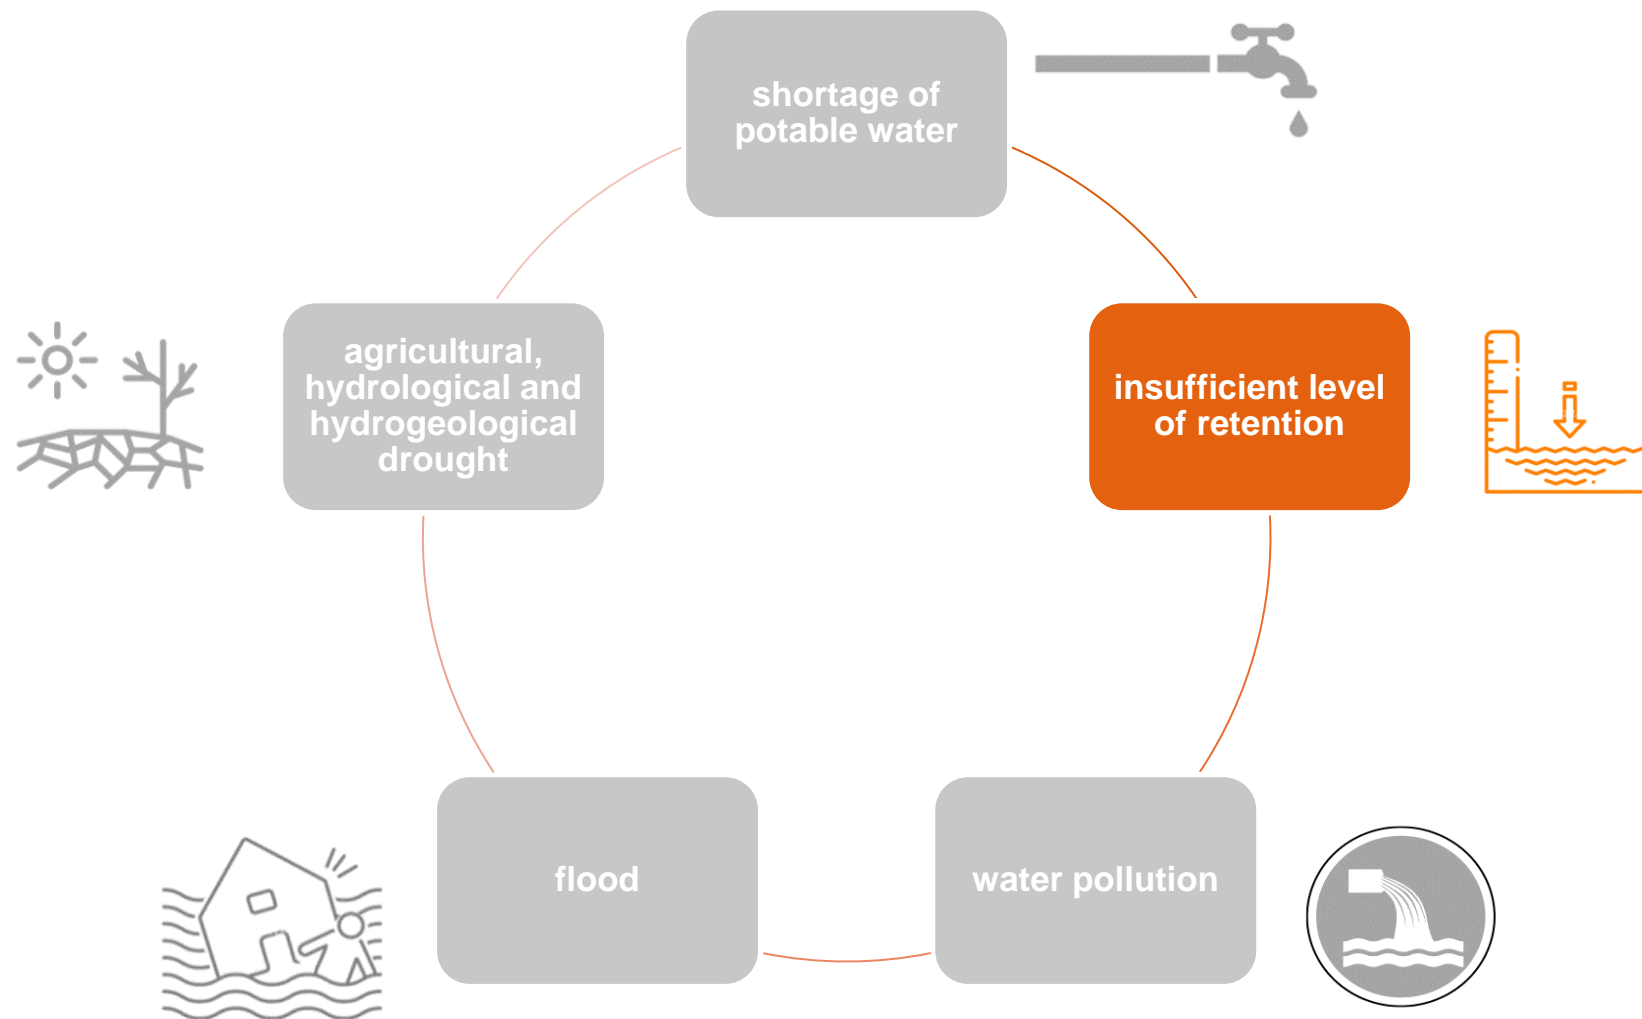 shortage of
potable water
agricultural,
hydrological and
hydrogeological
drought
insufficient level
of retention
flood
water pollution